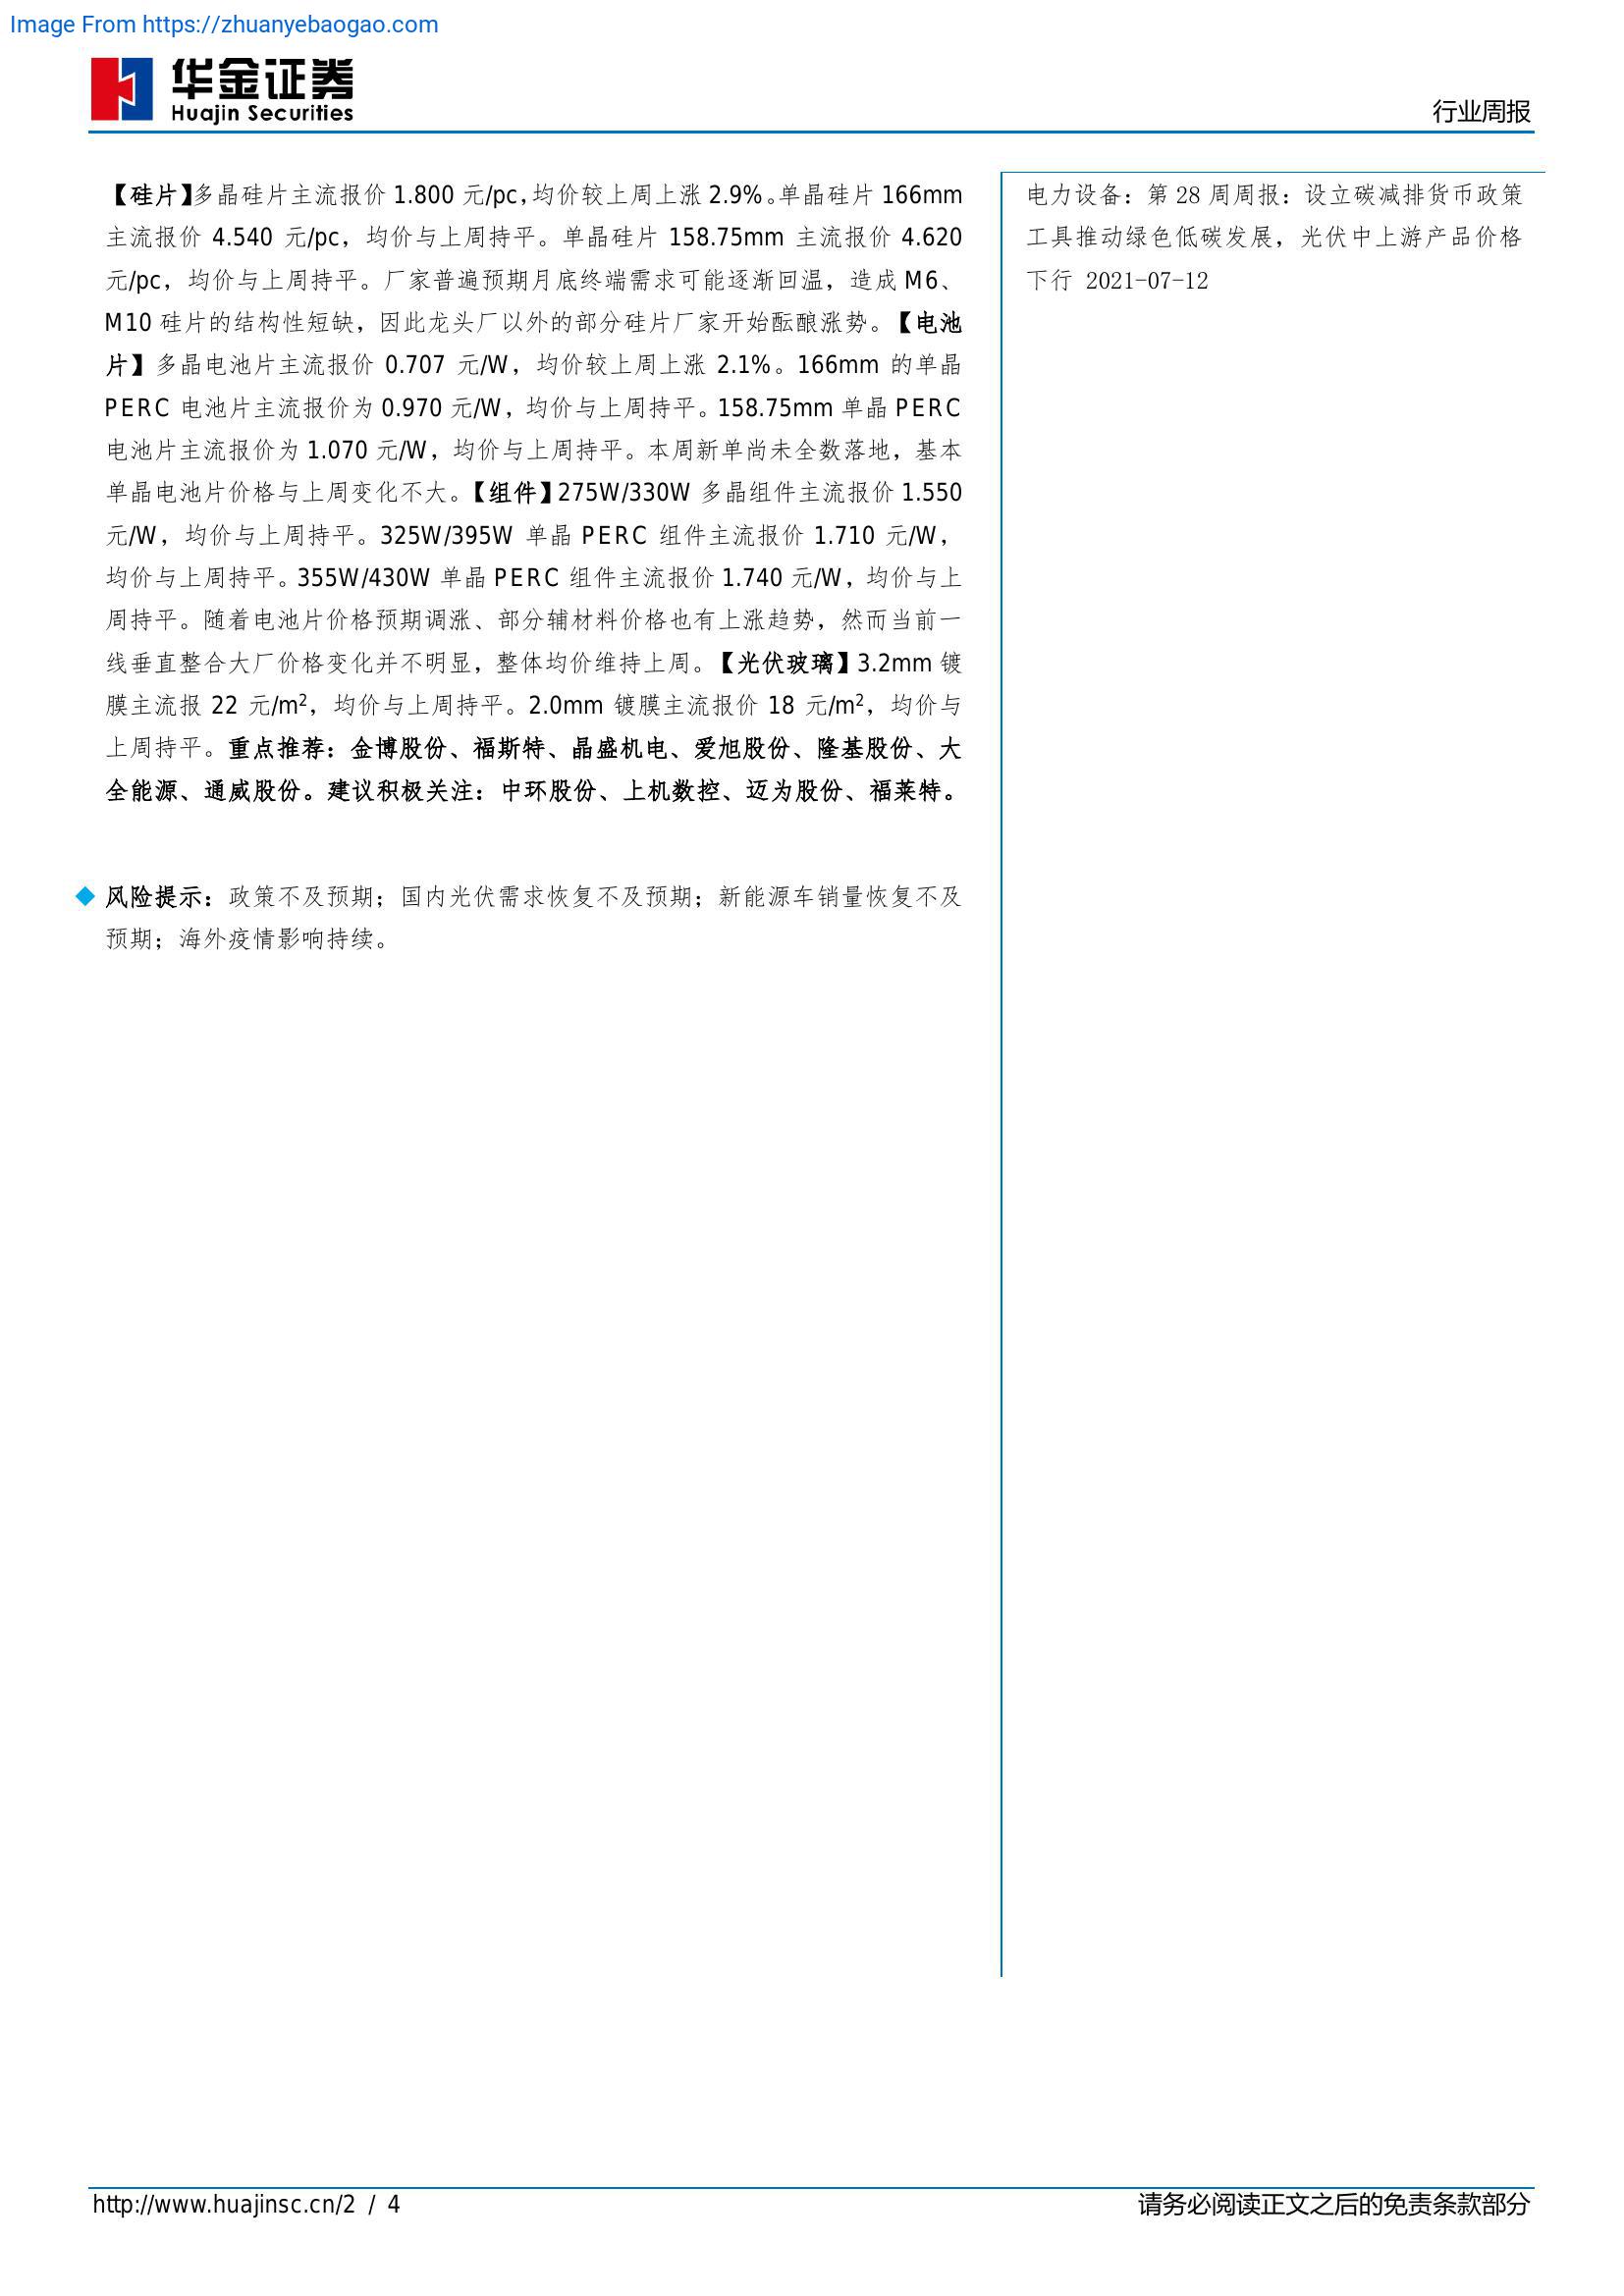 Image From https://zhuanyebaogao.com
华金证券
Huajin Securities
行业周报
【硅片】多晶硅片主流报价 1.800 元/pc，均价较上周上涨 2.9%。单晶硅片 166mm
主流报价 4.540 元/pc，均价与上周持平。单晶硅片 158.75mm 主流报价 4.620
元/pc，均价与上周持平。厂家普遍预期月底终端需求可能逐渐回温，造成 M6、
M10 硅片的结构性短缺，因此龙头厂以外的部分硅片厂家开始酝酿涨势。【电池
片】多晶电池片主流报价 0.707 元/W，均价较上周上涨 2.1%。166mm 的单晶
PERC 电池片主流报价为 0.970 元/W，均价与上周持平。158.75mm 单晶 PERC
电池片主流报价为 1.070 元/W，均价与上周持平。本周新单尚未全数落地，基本
单晶电池片价格与上周变化不大。【组件】275W/330W 多晶组件主流报价 1.550
元/W，均价与上周持平。325W/395W 单晶 PERC 组件主流报价 1.710 元/W，
均价与上周持平。355W/430W 单晶 PERC 组件主流报价 1.740 元/W，均价与上
周持平。随着电池片价格预期调涨、部分辅材料价格也有上涨趋势，然而当前一
线垂直整合大厂价格变化并不明显，整体均价维持上周。【光伏玻璃】3.2mm 镀
膜主流报 22 元/m²，均价与上周持平。2.0mm 镀膜主流报价 18 元/m²，均价与
上周持平。重点推荐：金博股份、福斯特、晶盛机电、爱旭股份、隆基股份、大
全能源、通威股份。建议积极关注：中环股份、上机数控、迈为股份、福莱特。
◆ 风险提示：政策不及预期；国内光伏需求恢复不及预期；新能源车销量恢复不及
预期；海外疫情影响持续。
电力设备：第 28 周周报：设立碳减排货币政策
工具推动绿色低碳发展，光伏中上游产品价格
下行 2021-07-12
http://www.huajinsc.cn/2 / 4
请务必阅读正文之后的免责条款部分